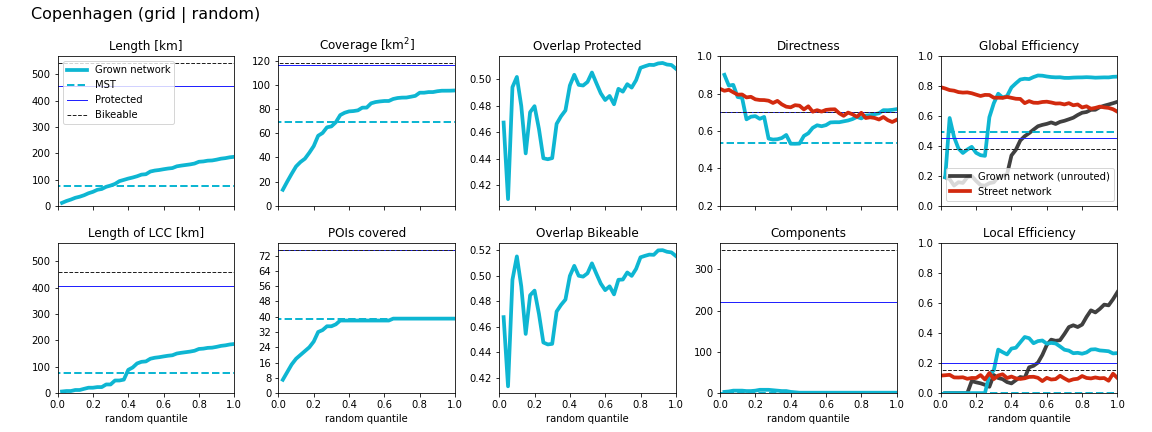 Copenhagen (grid | random)
Length [km]
500
400
300
200
100
0
Grown network
MST
Protected
Bikeable
Coverage [km²]
120
100
80
60
40
20
0
Overlap Protected
0.50
0.48
0.46
0.44
0.42
Directness
1.0
0.8
0.6
0.4
0.2
Global Efficiency
1.0
0.8
0.6
0.4
0.2
0.0
Grown network (unrouted)
Street network
Length of LCC [km]
500
400
300
200
100
0
0.0 0.2 0.4 0.6 0.8 1.0
random quantile
POIs covered
72
64
56
48
40
32
24
16
8
0
0.0 0.2 0.4 0.6 0.8 1.0
random quantile
Overlap Bikeable
0.52
0.50
0.48
0.46
0.44
0.42
0.0 0.2 0.4 0.6 0.8 1.0
random quantile
Components
300
200
100
0
0.0 0.2 0.4 0.6 0.8 1.0
random quantile
Local Efficiency
1.0
0.8
0.6
0.4
0.2
0.0
0.0 0.2 0.4 0.6 0.8 1.0
random quantile